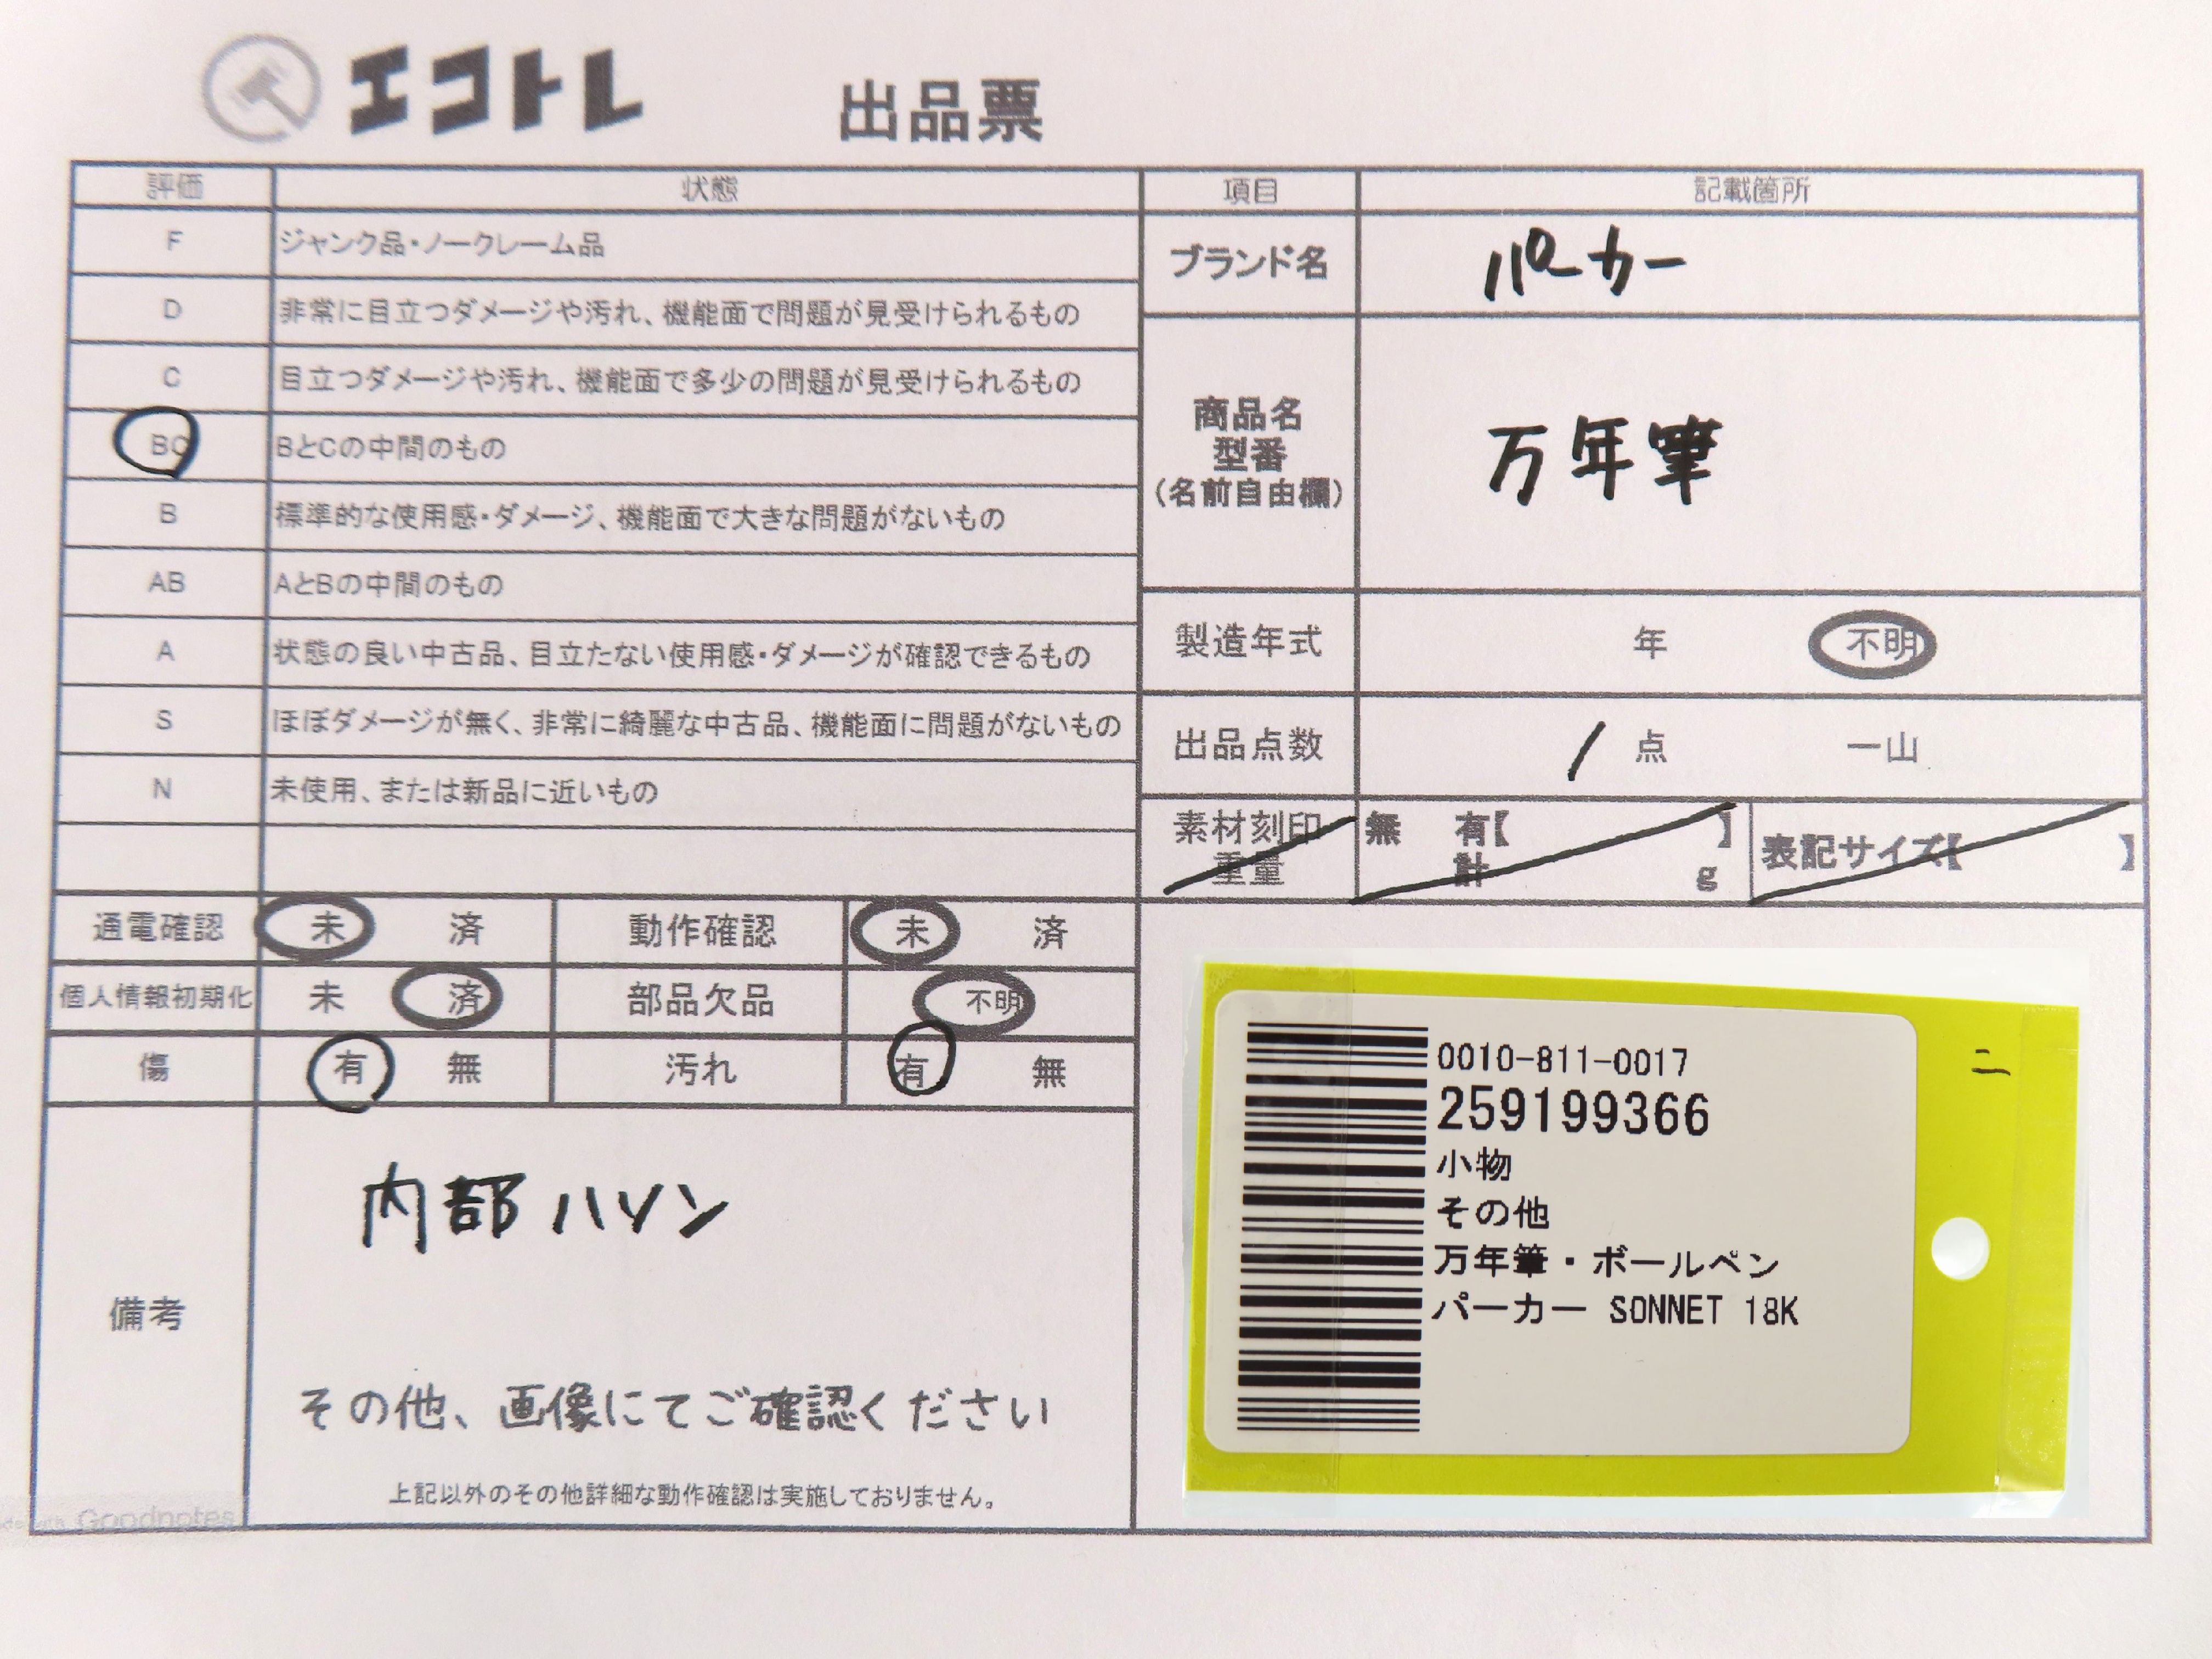 エコトレ 出品票
評価 状態
F ジャンク品・ノークレーム品
D 非常に目立つダメージや汚れ、機能面で問題が見受けられるもの
C 目立つダメージや汚れ、機能面で多少の問題が見受けられるもの
BC BとCの中間のもの
B 標準的な使用感・ダメージ、機能面で大きな問題がないもの
AB AとBの中間のもの
A 状態の良い中古品、目立たない使用感・ダメージが確認できるもの
S ほぼダメージが無く、非常に綺麗な中古品、機能面に問題がないもの
N 未使用、または新品に近いもの
通電確認 未 済 動作確認 未 済
個人情報初期化 未 済 部品欠品 不明
傷 有 無 汚れ 有 無
備考
内部ハソン
その他、画像にてご確認ください
上記以外のその他詳細な動作確認は実施しておりません。
Goodnotes
項目 記載箇所
ブランド名 パーカー
商品名
型番
(名前自由欄)
万年筆
製造年式 年 不明
出品点数 1 点 一山
素材刻印
重量
無 有【 】
計 g
表記サイズ【 】
0010-811-0017
259199366
小物
その他
万年筆・ボールペン
パーカー SONNET 18K
ニ